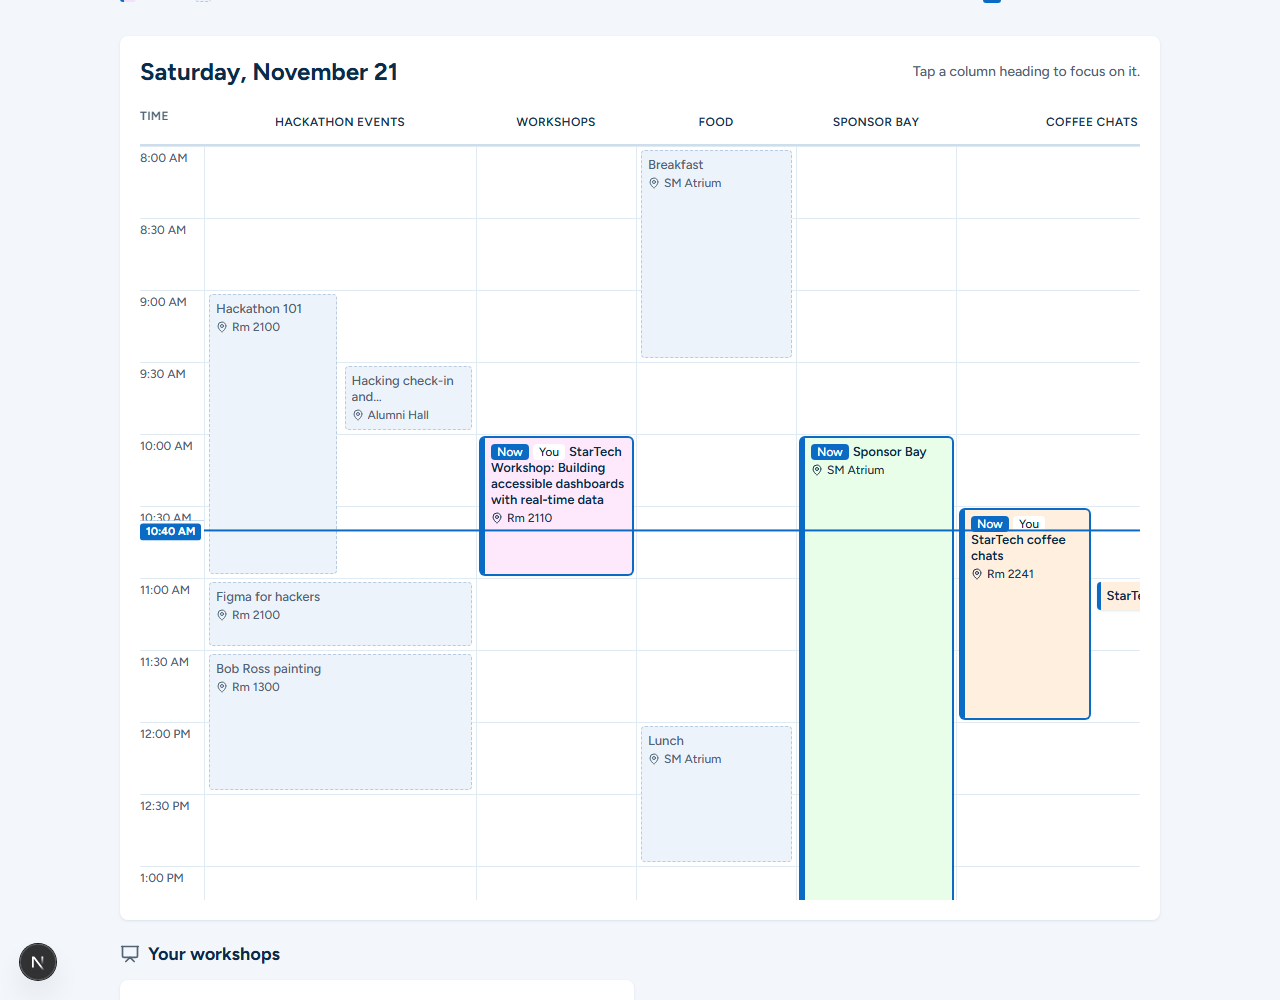 Saturday, November 21
Tap a column heading to focus on it.
TIME
HACKATHON EVENTS
WORKSHOPS
FOOD
SPONSOR BAY
COFFEE CHATS
8:00 AM
Breakfast
SM Atrium
8:30 AM
9:00 AM
Hackathon 101
Rm 2100
9:30 AM
Hacking check-in
and...
Alumni Hall
10:00 AM
Now You StarTech
Workshop: Building
accessible dashboards
with real-time data
Rm 2110
Now Sponsor Bay
SM Atrium
10:30 AM
10:40 AM
Now You
StarTech coffee
chats
Rm 2241
11:00 AM
Figma for hackers
Rm 2100
StarTe
11:30 AM
Bob Ross painting
Rm 1300
12:00 PM
Lunch
SM Atrium
12:30 PM
1:00 PM
Your workshops
N